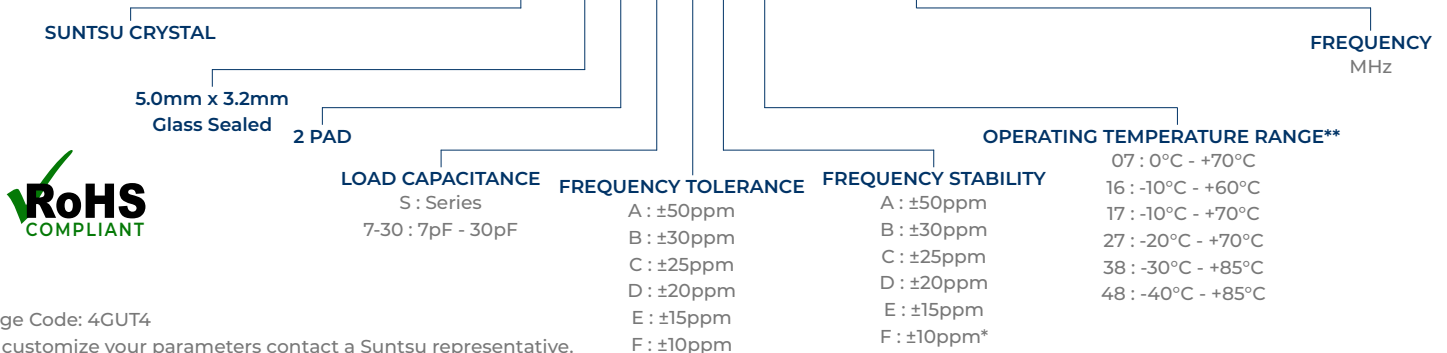 SUNTSU CRYSTAL
5.0mm x 3.2mm
Glass Sealed
2 PAD
LOAD CAPACITANCE
S : Series
7-30 : 7pF - 30pF
FREQUENCY TOLERANCE
A : ±50ppm
B : ±30ppm
C : ±25ppm
D : ±20ppm
E : ±15ppm
F : ±10ppm
FREQUENCY STABILITY
A : ±50ppm
B : ±30ppm
C : ±25ppm
D : ±20ppm
E : ±15ppm
F : ±10ppm*
OPERATING TEMPERATURE RANGE**
07 : 0°C - +70°C
16 : -10°C - +60°C
17 : -10°C - +70°C
27 : -20°C - +70°C
38 : -30°C - +85°C
48 : -40°C - +85°C
FREQUENCY
MHz
RoHS
COMPLIANT
Code: 4GUT4
customize your parameters contact a Suntsu representative.